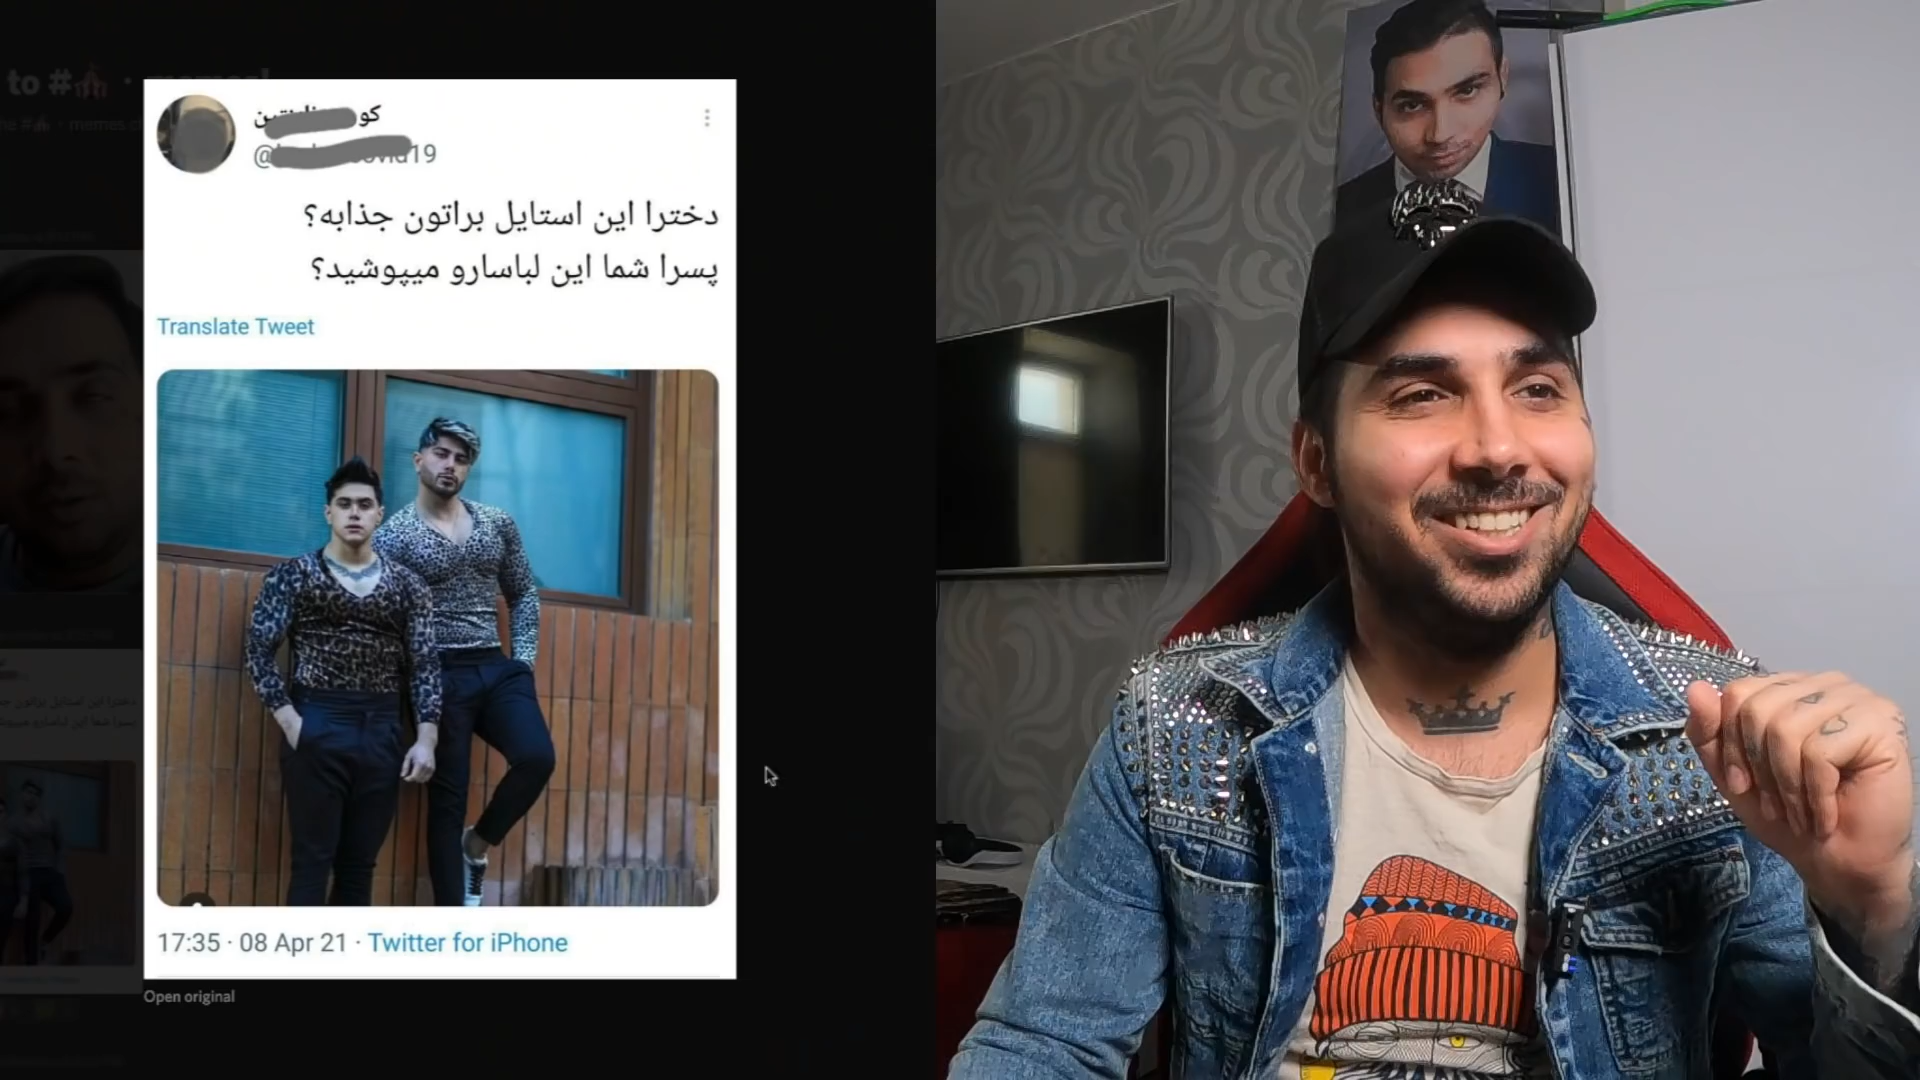 to #
دخترا این استایل براتون جذابه؟
پسرا شما این لباسارو میپوشید؟
Translate Tweet
17:35 · 08 Apr 21 · Twitter for iPhone
Open original